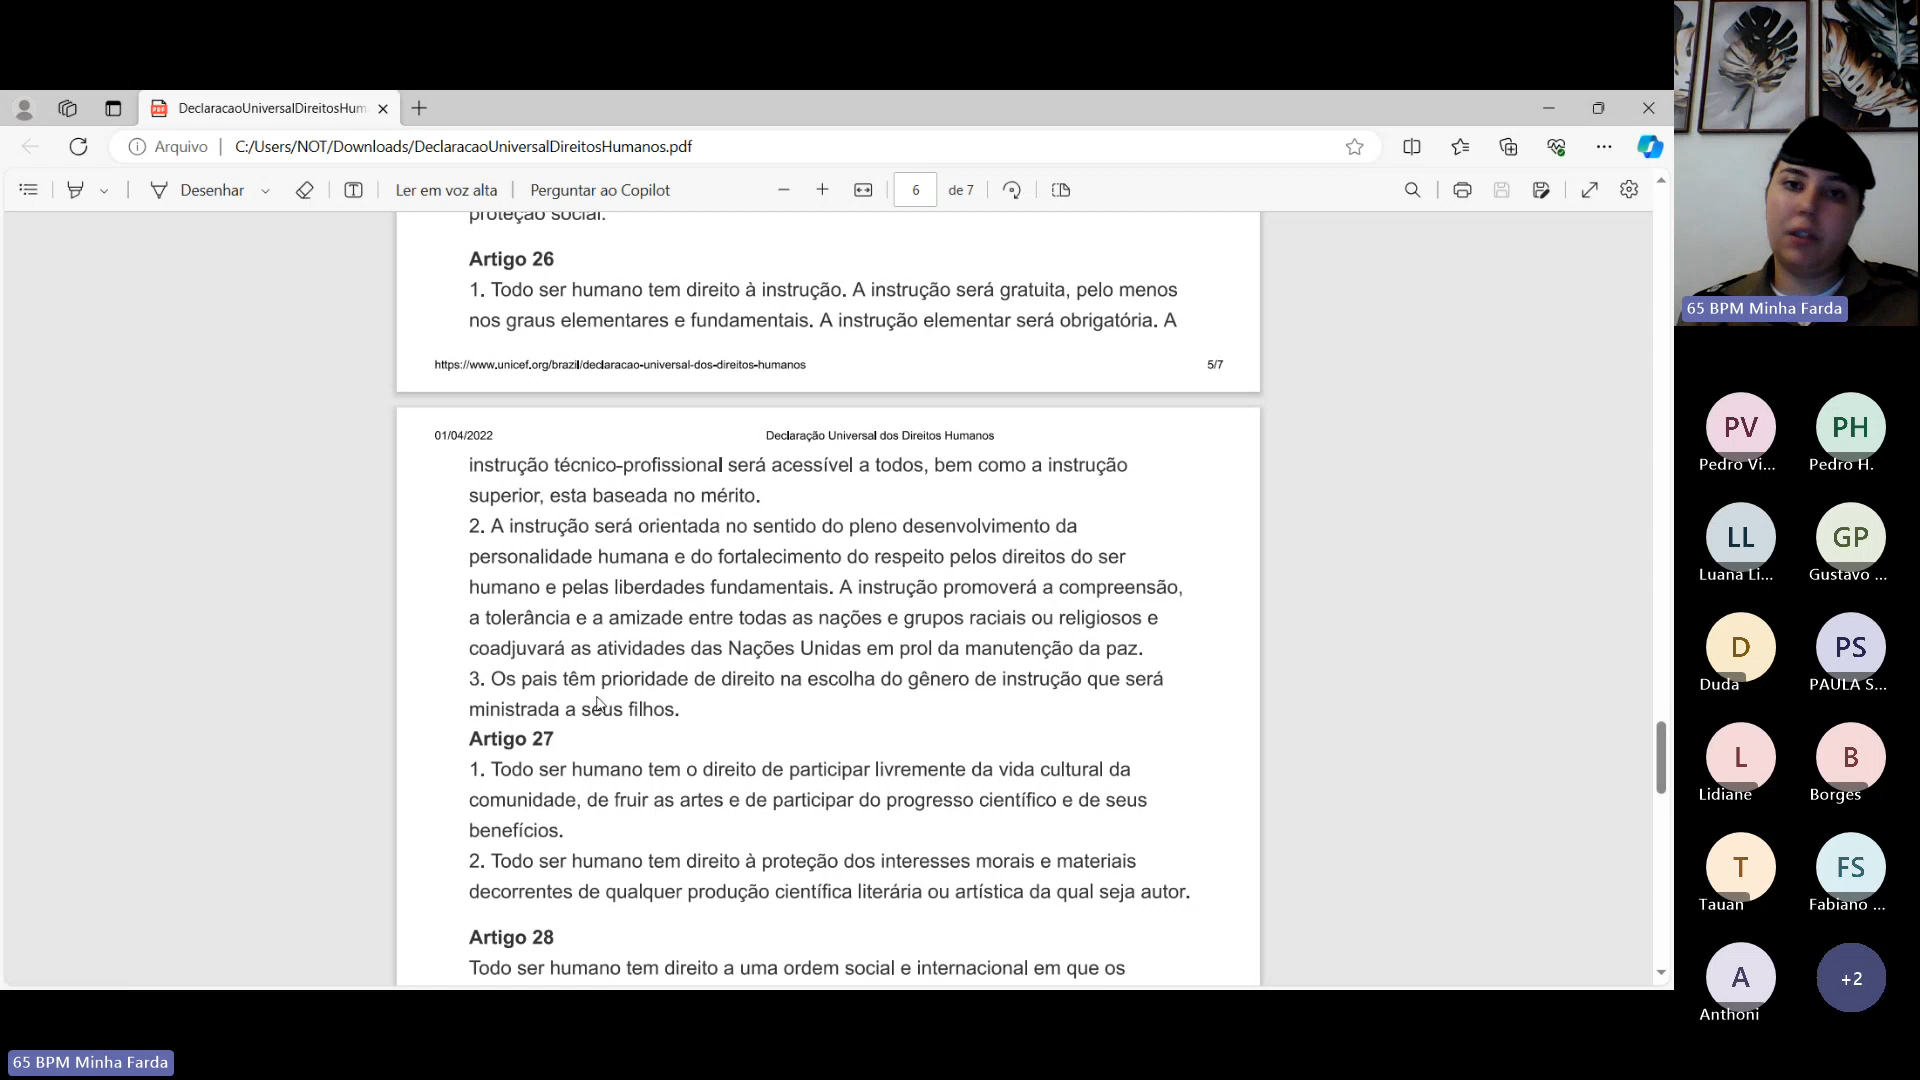 DeclaracaoUniversalDireitosHum
Arquivo
C:/Users/NOT/Downloads/DeclaracaoUniversalDireitosHumanos.pdf
Desenhar
Ler em voz alta
Perguntar ao Copilot
6
de 7
proteção social.
Artigo 26
1. Todo ser humano tem direito à instrução. A instrução será gratuita, pelo menos
nos graus elementares e fundamentais. A instrução elementar será obrigatória. A
https://www.unicef.org/brazil/declaracao-universal-dos-direitos-humanos
5/7
01/04/2022
Declaração Universal dos Direitos Humanos
instrução técnico-profissional será acessível a todos, bem como a instrução
superior, esta baseada no mérito.
2. A instrução será orientada no sentido do pleno desenvolvimento da
personalidade humana e do fortalecimento do respeito pelos direitos do ser
humano e pelas liberdades fundamentais. A instrução promoverá a compreensão,
a tolerância e a amizade entre todas as nações e grupos raciais ou religiosos e
coadjuvará as atividades das Nações Unidas em prol da manutenção da paz.
3. Os pais têm prioridade de direito na escolha do gênero de instrução que será
ministrada a seus filhos.
Artigo 27
1. Todo ser humano tem o direito de participar livremente da vida cultural da
comunidade, de fruir as artes e de participar do progresso científico e de seus
benefícios.
2. Todo ser humano tem direito à proteção dos interesses morais e materiais
decorrentes de qualquer produção científica literária ou artística da qual seja autor.
Artigo 28
Todo ser humano tem direito a uma ordem social e internacional em que os
65 BPM Minha Farda
PV
Pedro Vi...
PH
Pedro H.
LL
Luana Li...
GP
Gustavo ...
D
Duda
PS
PAULA S...
L
Lidiane
B
Borges
T
Tauan
FS
Fabiano ...
A
Anthoni
+2
65 BPM Minha Farda